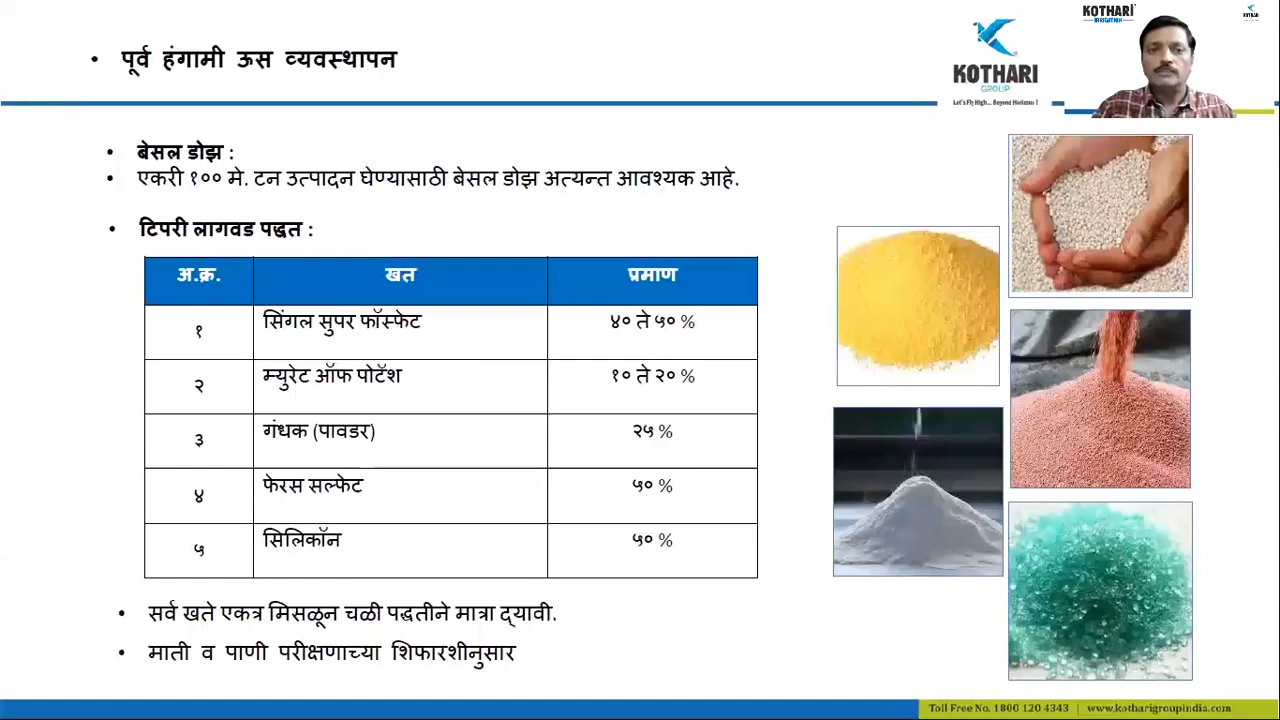 पूर्व हंगामी ऊस व्यवस्थापन
KOTHARI
GROUP
Let's Fly High... Beyond Horizons !
KOTHARI
IRRIGATION
KOTHARI
बेसल डोझ :
एकरी १०० मे. टन उत्पादन घेण्यासाठी बेसल डोझ अत्यन्त आवश्यक आहे.
टिपरी लागवड पद्धत :
अ.क्र. खत प्रमाण
१ सिंगल सुपर फॉस्फेट ४० ते ५० %
२ म्युरेट ऑफ पोटॅश १० ते २० %
३ गंधक (पावडर) २५ %
४ फेरस सल्फेट ५० %
५ सिलिकॉन ५० %
सर्व खते एकत्र मिसळून चळी पद्धतीने मात्रा द्यावी.
माती व पाणी परीक्षणाच्या शिफारशीनुसार
Toll Free No. 1800 120 4343 | www.kotharigroupindia.com